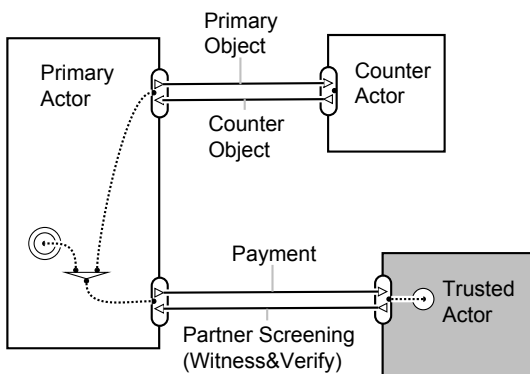 Primary
Object
Primary
Actor
Counter
Actor
Counter
Object
Payment
Trusted
Actor
Partner Screening
(Witness&Verify)